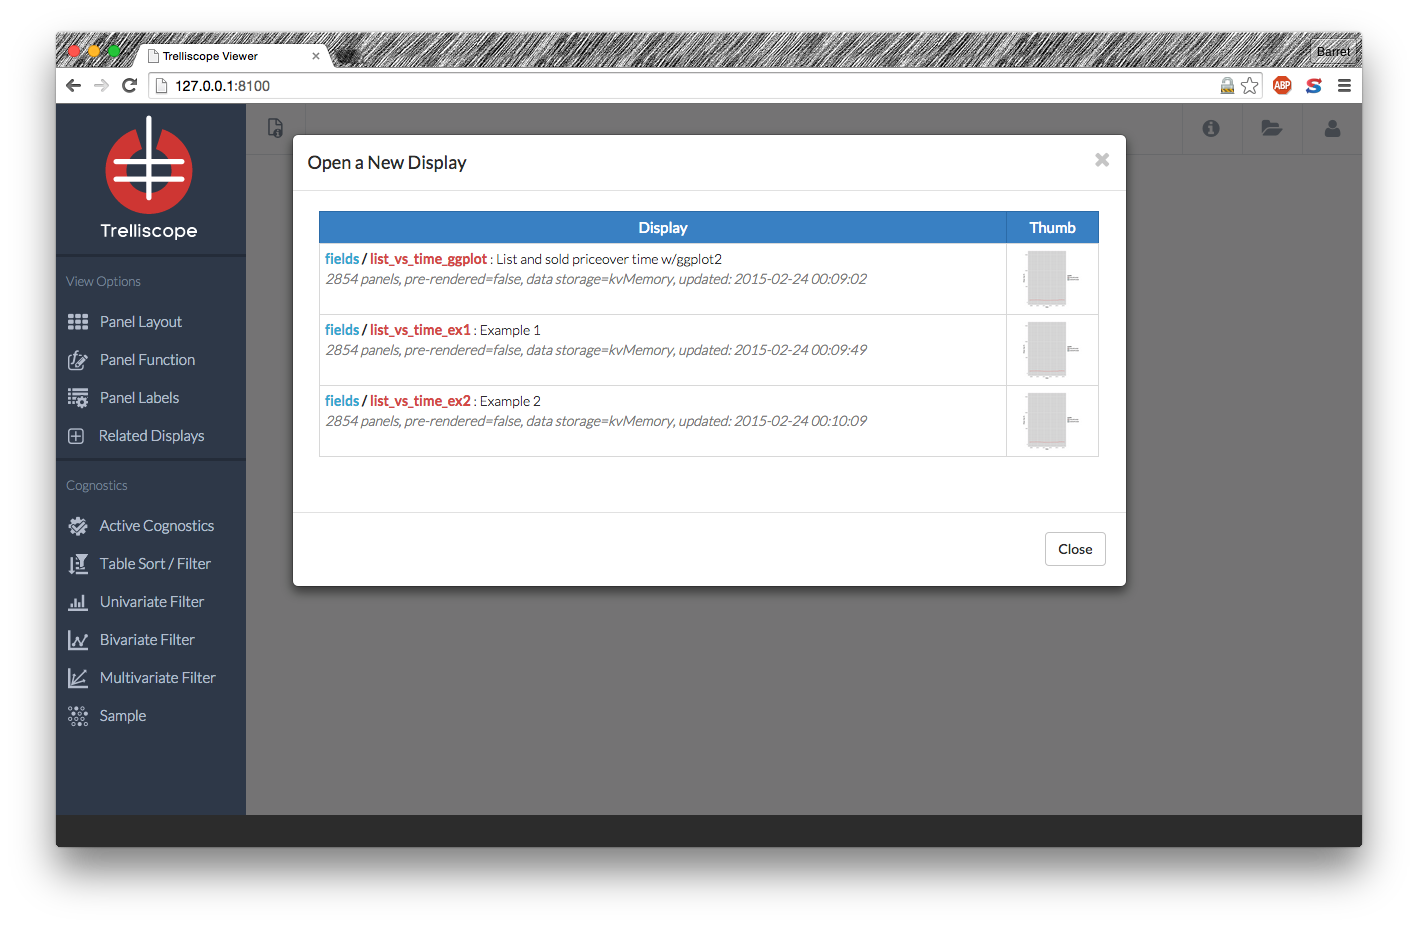 Trelliscope Viewer
Barret
127.0.0.1:8100
ABP
Trelliscope
View Options
Panel Layout
Panel Function
Panel Labels
Related Displays
Cognostics
Active Cognostics
Table Sort / Filter
Univariate Filter
Bivariate Filter
Multivariate Filter
Sample
Open a New Display
Display Thumb
fields / list_vs_time_ggplot : List and sold priceover time w/ggplot2
2854 panels, pre-rendered=false, data storage=kvMemory, updated: 2015-02-24 00:09:02
fields / list_vs_time_ex1 : Example 1
2854 panels, pre-rendered=false, data storage=kvMemory, updated: 2015-02-24 00:09:49
fields / list_vs_time_ex2 : Example 2
2854 panels, pre-rendered=false, data storage=kvMemory, updated: 2015-02-24 00:10:09
Close